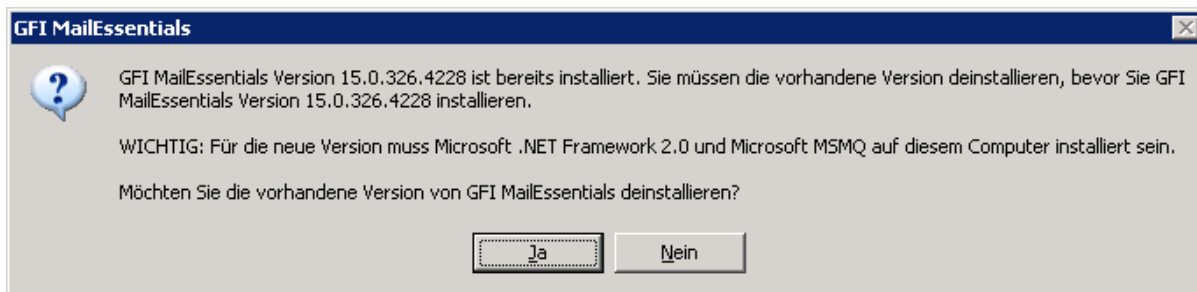 GFI MailEssentials
GFI MailEssentials Version 15.0.326.4228 ist bereits installiert. Sie müssen die vorhandene Version deinstallieren, bevor Sie GFI
MailEssentials Version 15.0.326.4228 installieren.
WICHTIG: Für die neue Version muss Microsoft .NET Framework 2.0 und Microsoft MSMQ auf diesem Computer installiert sein.
Möchten Sie die vorhandene Version von GFI MailEssentials deinstallieren?
Ja Nein